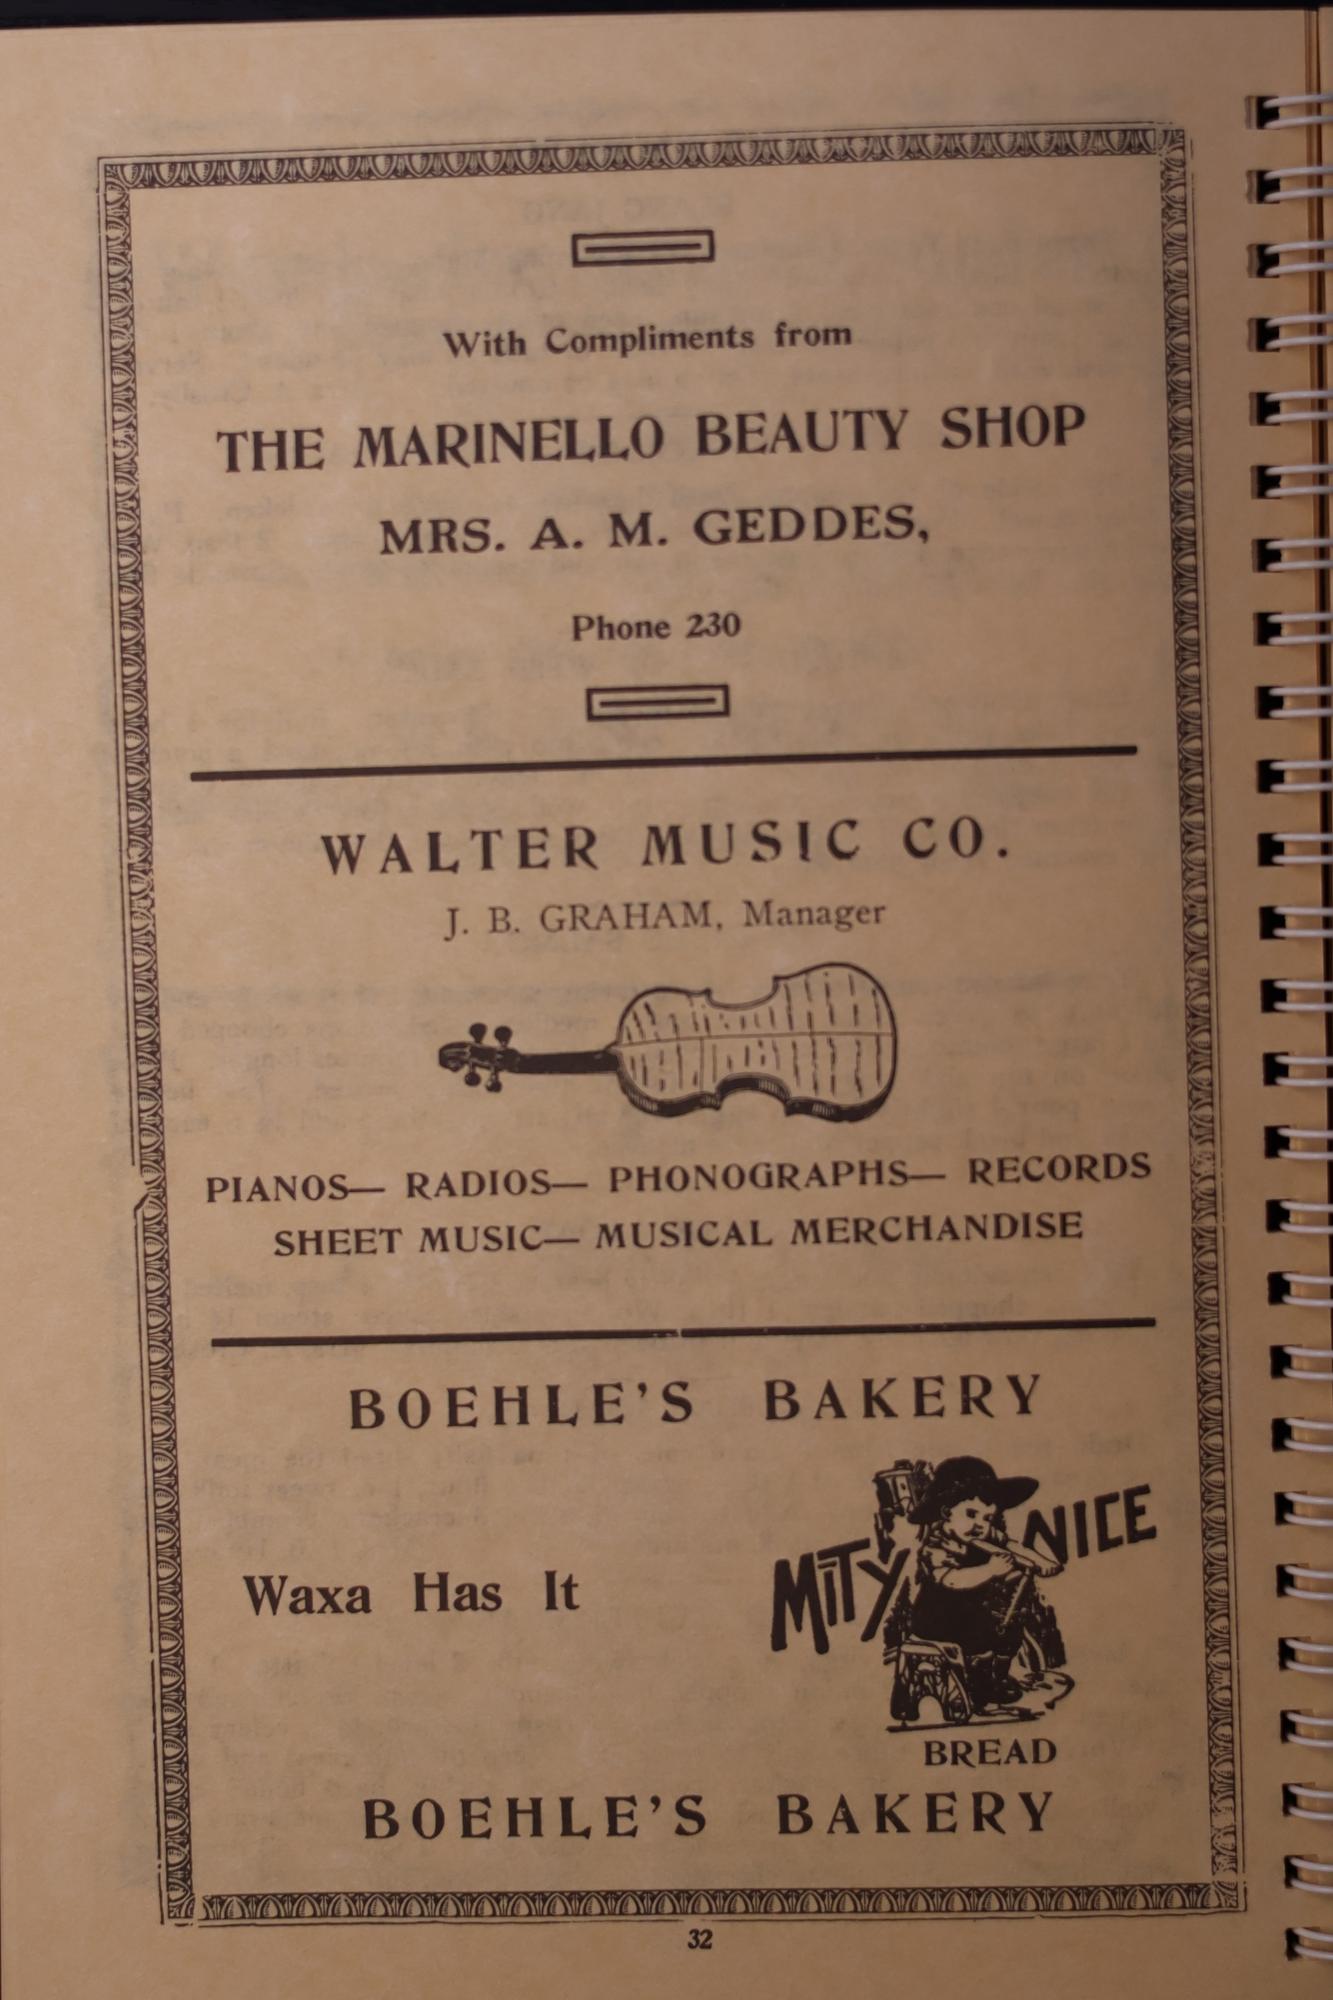 With Compliments from
THE MARINELLO BEAUTY SHOP
MRS. A. M. GEDDES,
Phone 230
WALTER MUSIC CO.
J. B. GRAHAM, Manager
PIANOS— RADIOS— PHONOGRAPHS— RECORDS
SHEET MUSIC— MUSICAL MERCHANDISE
BOEHLE'S BAKERY
Waxa Has It
MITY NICE
BREAD
BOEHLE'S BAKERY
32